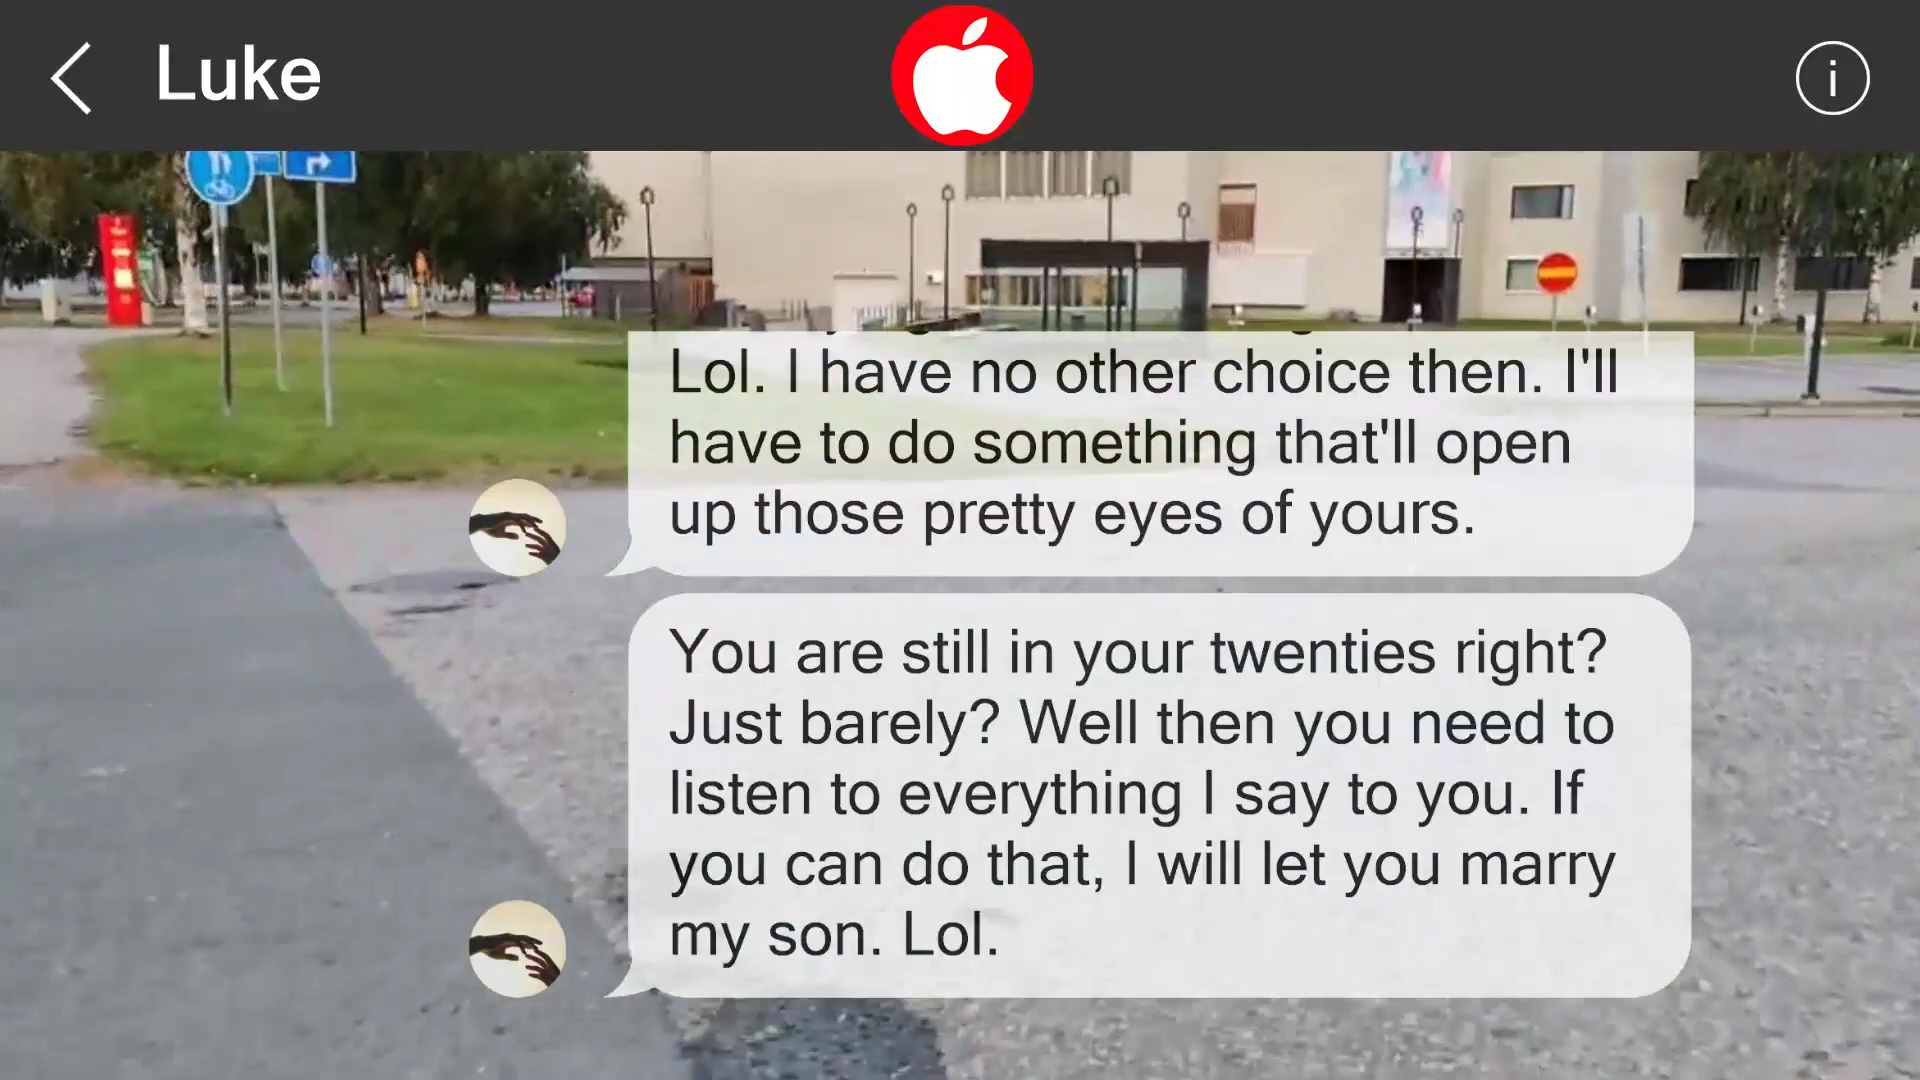 Luke
Lol. I have no other choice then. I'll
have to do something that'll open
up those pretty eyes of yours.
You are still in your twenties right?
Just barely? Well then you need to
listen to everything I say to you. If
you can do that, I will let you marry
my son. Lol.